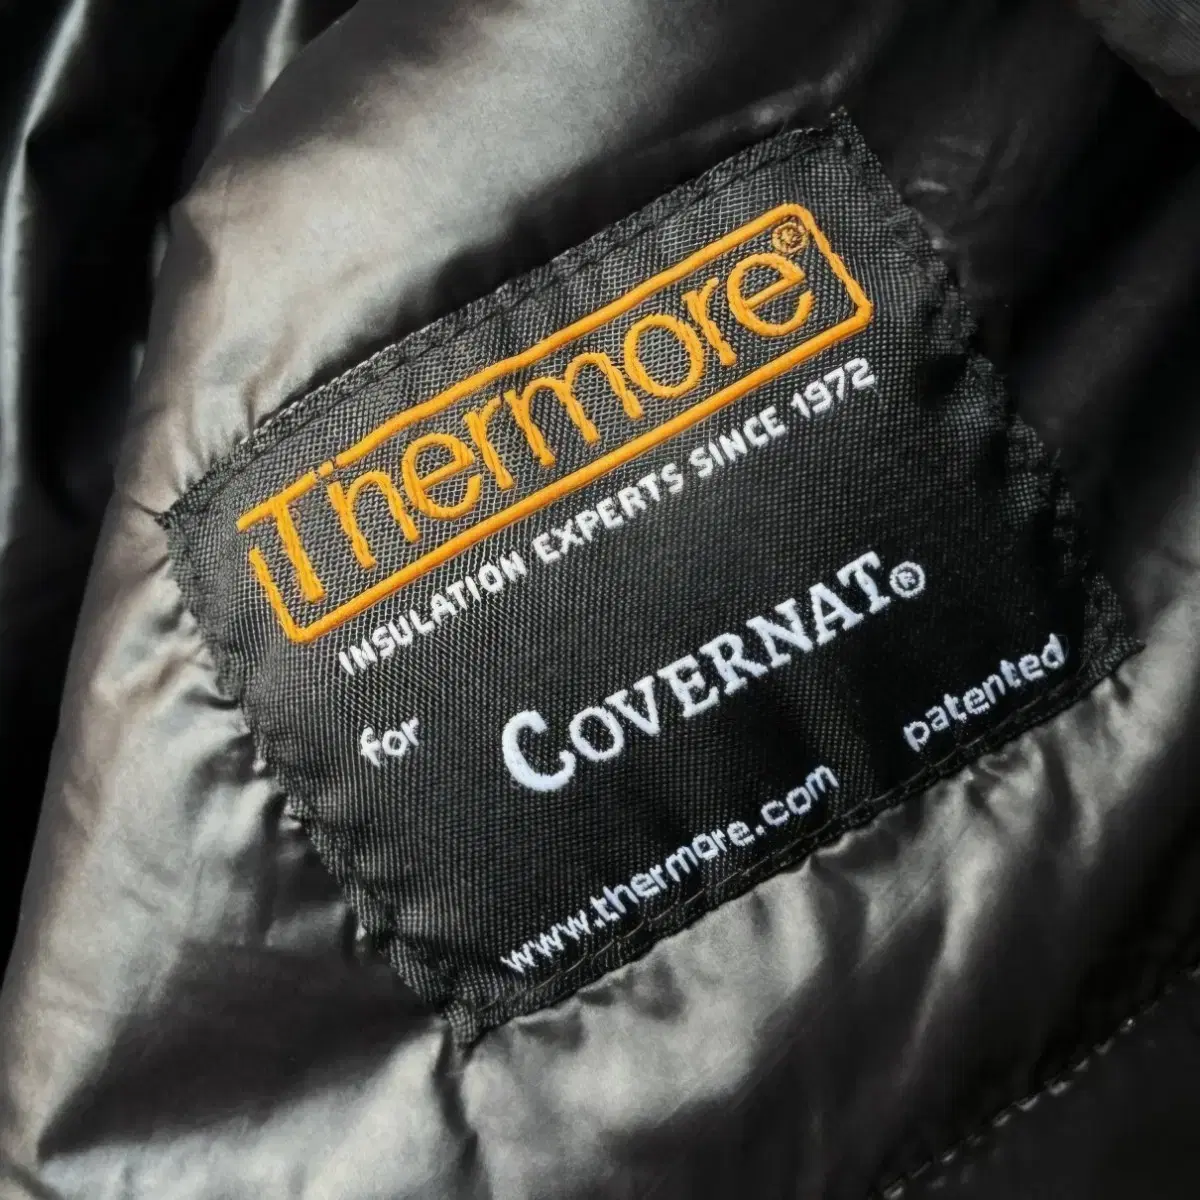 Thermore®
INSULATION EXPERTS SINCE 1972
for COVERNAT®
patented
www.thermore.com